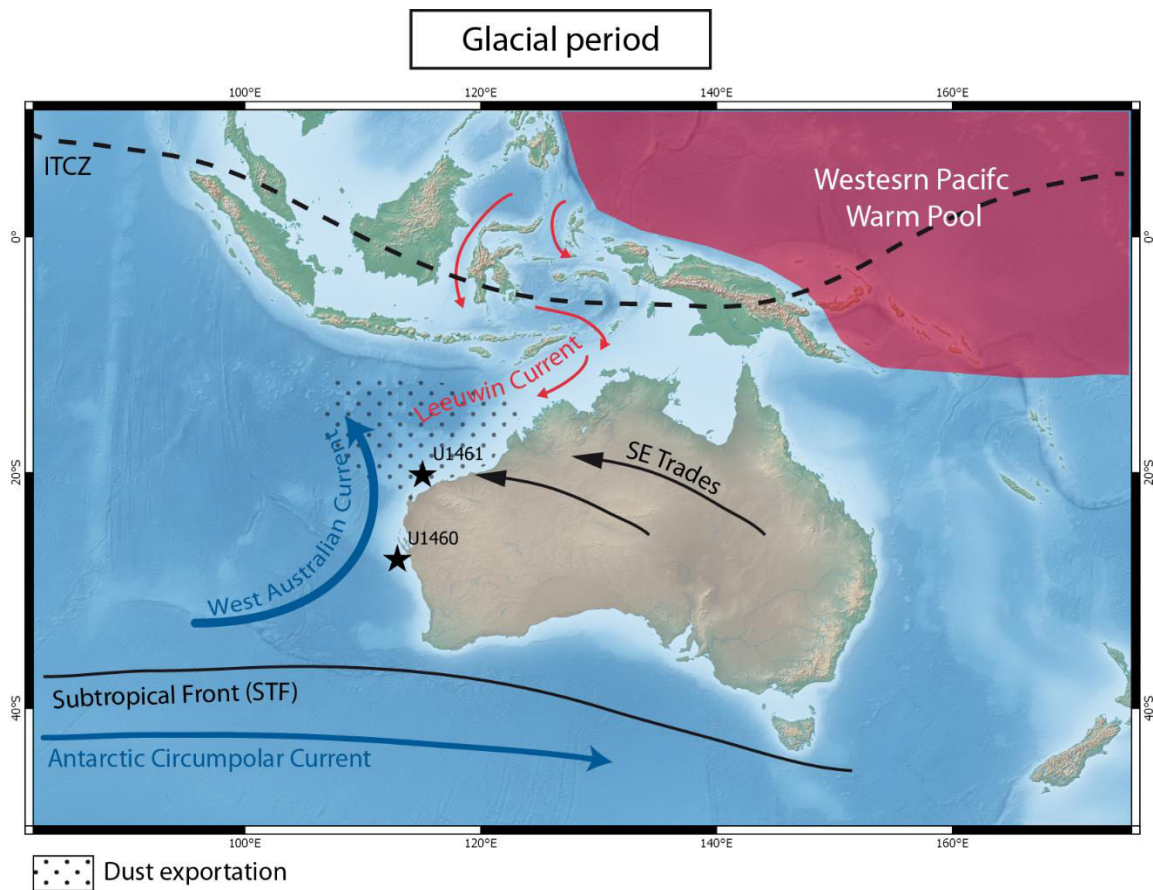 Glacial period
100°E
120°E
140°E
160°E
ITCZ
Westesrn Pacifc
Warm Pool
0°
0°
Leeuwin Current
U1461
SE Trades
20°S
20°S
West Australian Current
U1460
Subtropical Front (STF)
40°S
40°S
Antarctic Circumpolar Current
100°E
120°E
140°E
160°E
Dust exportation